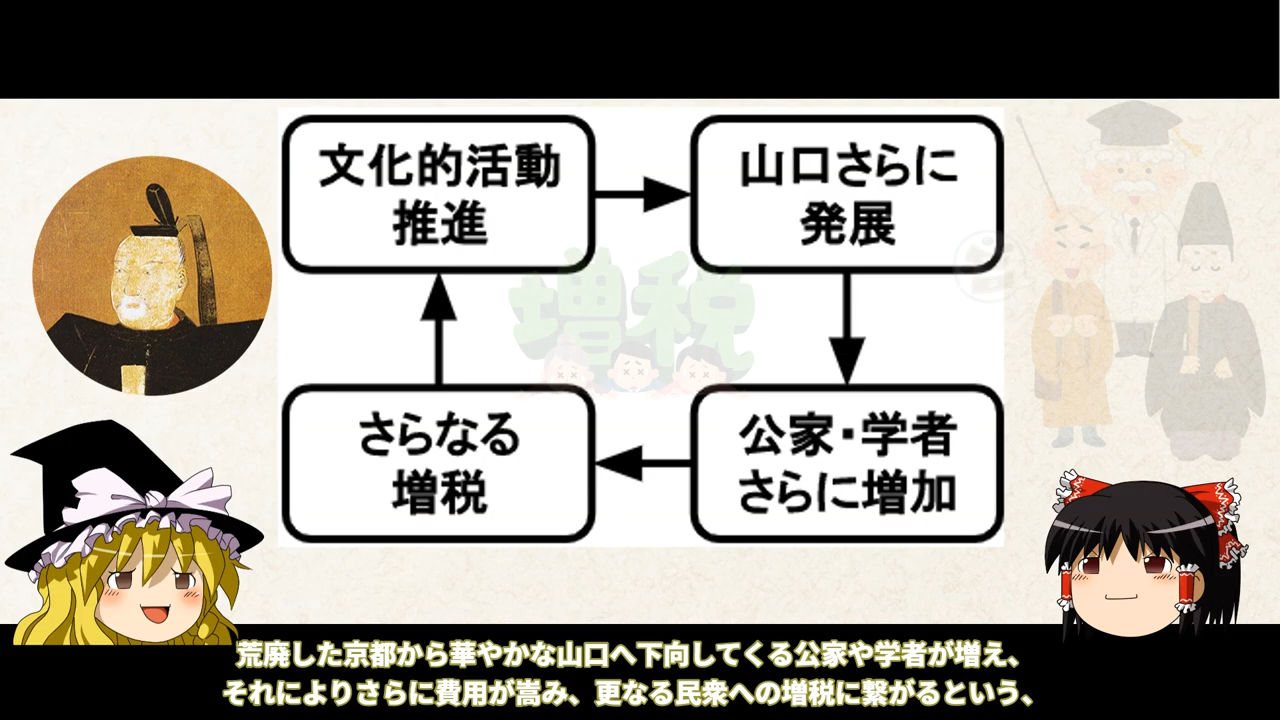 文化的活動
推進
山口さらに
発展
増税
さらなる
増税
公家・学者
さらに増加
荒廃した京都から華やかな山口へ下向してくる公家や学者が増え、
それによりさらに費用が嵩み、更なる民衆への増税に繋がるという、